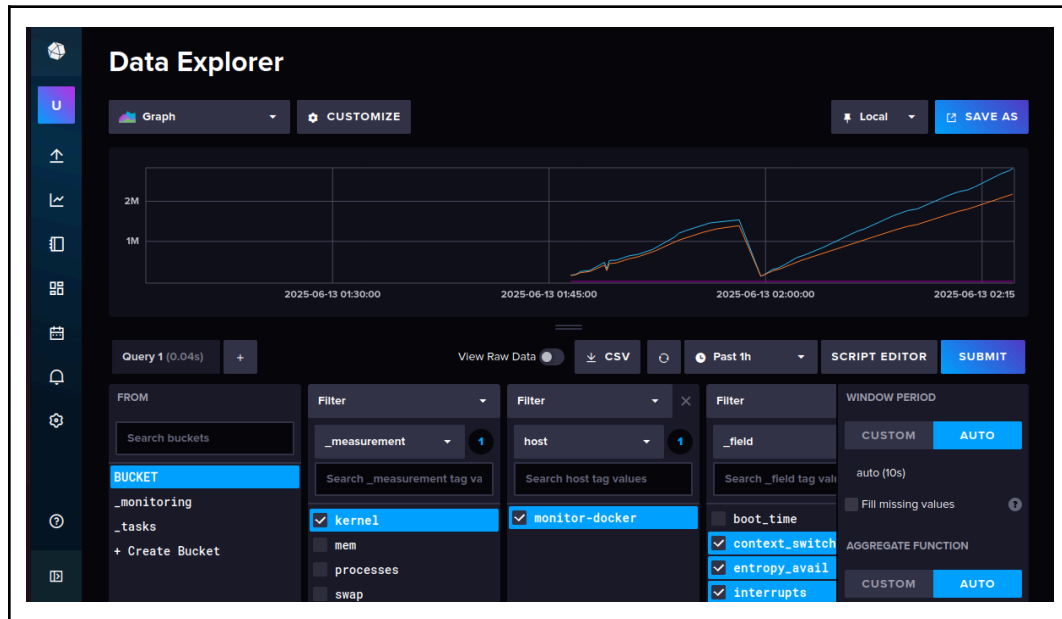 Data Explorer
U
Graph
CUSTOMIZE
Local
SAVE AS
2M
1M
2025-06-13 01:30:00
2025-06-13 01:45:00
2025-06-13 02:00:00
2025-06-13 02:15
Query 1 (0.04s)
+
View Raw Data
CSV
Past 1h
SCRIPT EDITOR
SUBMIT
FROM
Search buckets
BUCKET
_monitoring
_tasks
+ Create Bucket
Filter
_measurement
1
Search _measurement tag va
kernel
mem
processes
swap
Filter
host
1
Search host tag values
monitor-docker
Filter
_field
Search _field tag valu
boot_time
context_switch
entropy_avail
interrupts
WINDOW PERIOD
CUSTOM
AUTO
auto (10s)
Fill missing values
?
AGGREGATE FUNCTION
CUSTOM
AUTO